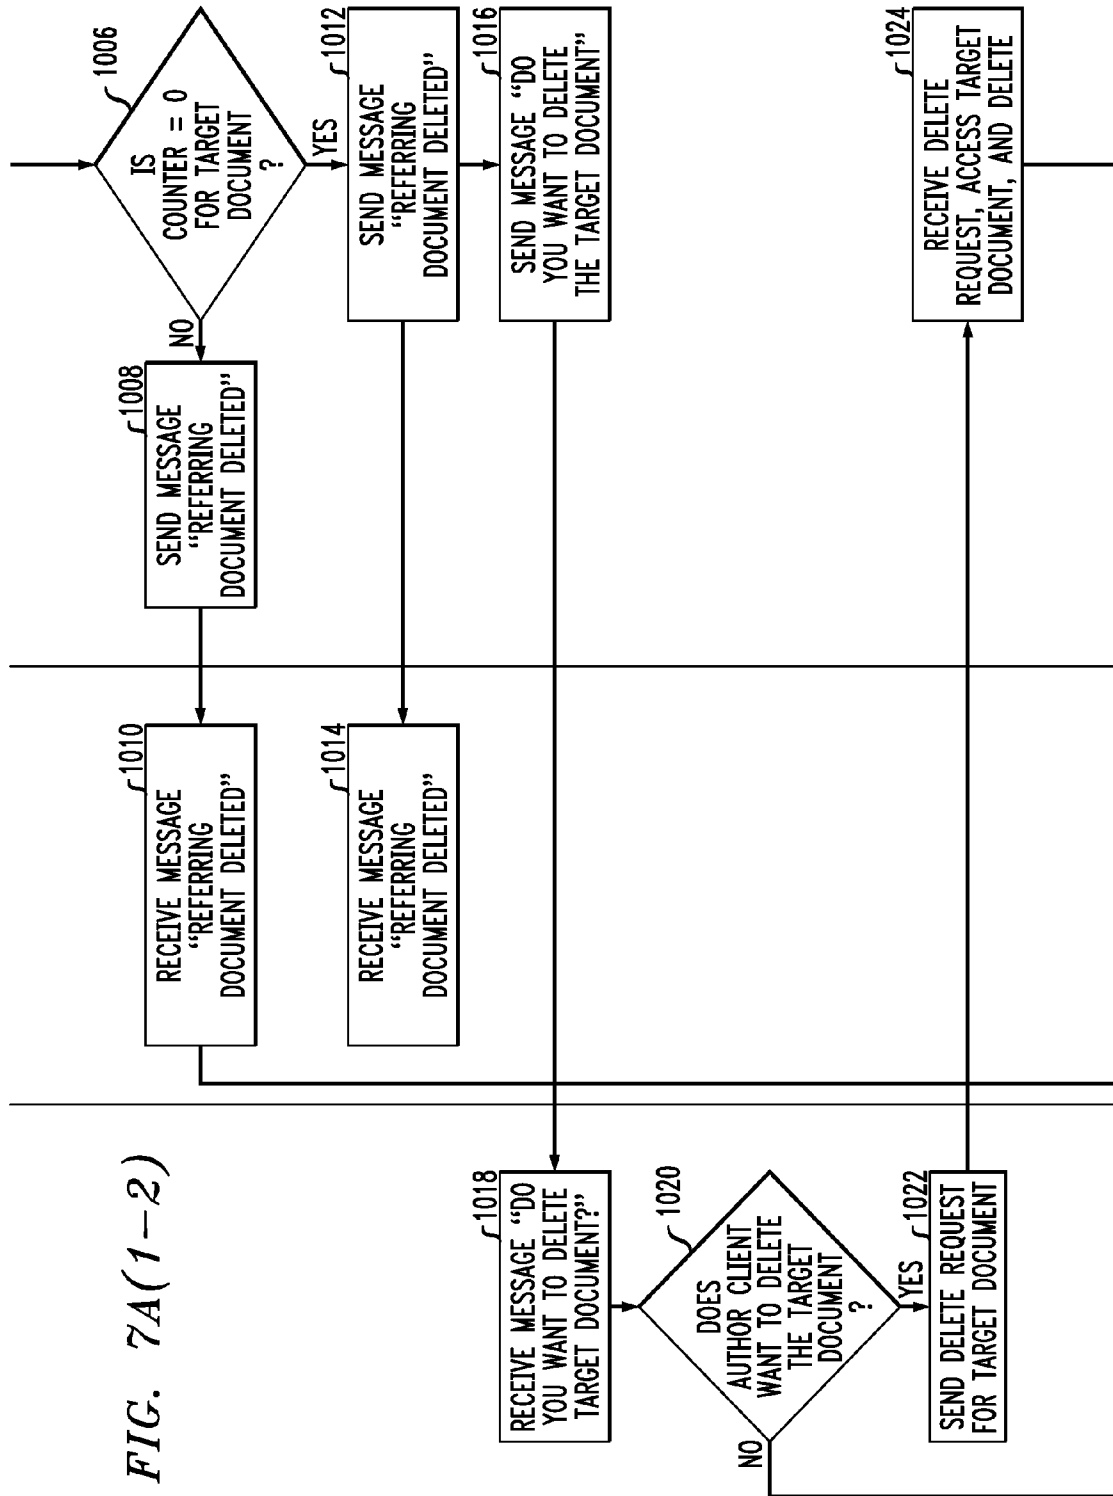 FIG. 7A(1-2)
1006
IS
COUNTER = 0
FOR TARGET
DOCUMENT
?
NO
YES
1008
SEND MESSAGE
“REFERRING
DOCUMENT DELETED”
1010
RECEIVE MESSAGE
“REFERRING
DOCUMENT DELETED”
1012
SEND MESSAGE
“REFERRING
DOCUMENT DELETED”
1014
RECEIVE MESSAGE
“REFERRING
DOCUMENT DELETED”
1016
SEND MESSAGE “DO
YOU WANT TO DELETE
THE TARGET DOCUMENT”
1018
RECEIVE MESSAGE “DO
YOU WANT TO DELETE
TARGET DOCUMENT?”
1020
DOES
AUTHOR CLIENT
WANT TO DELETE
THE TARGET
DOCUMENT
?
NO
YES
1022
SEND DELETE REQUEST
FOR TARGET DOCUMENT
1024
RECEIVE DELETE
REQUEST, ACCESS TARGET
DOCUMENT, AND DELETE